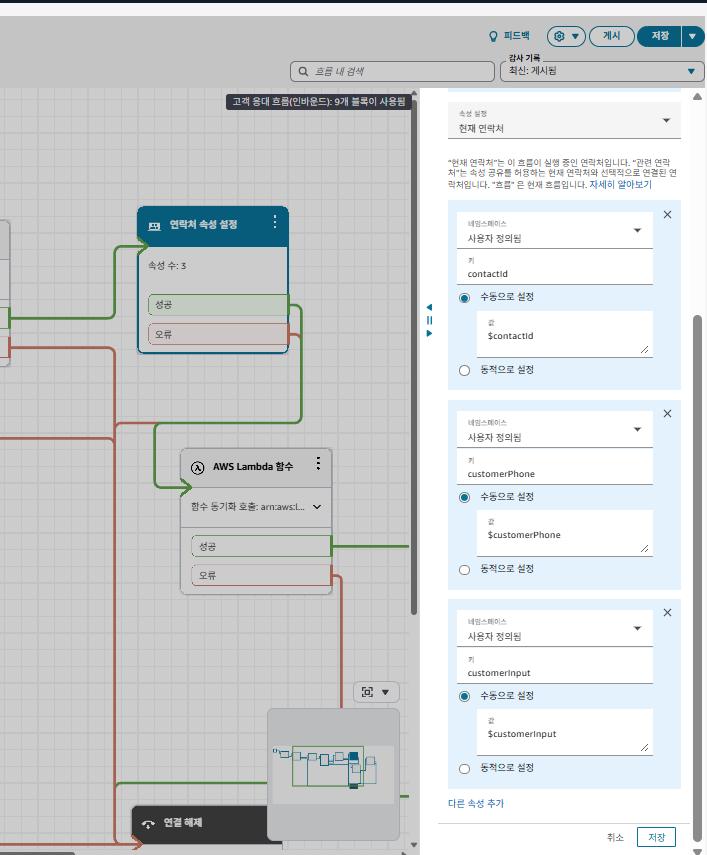 피드백
게시
저장
흐름 내 검색
감사 기록
최신: 게시됨
고객 응대 흐름(인바운드): 9개 블록이 사용됨
연락처 속성 설정
속성 수: 3
성공
오류
AWS Lambda 함수
함수 동기화 호출: arn:aws:l...
성공
오류
연결 해제
속성 설정
현재 연락처
"현재 연락처"는 이 흐름이 실행 중인 연락처입니다. "관련 연락
처"는 속성 공유를 허용하는 현재 연락처와 선택적으로 연결된 연
락처입니다. "흐름" 은 현재 흐름입니다. 자세히 알아보기
네임스페이스
사용자 정의됨
키
contactId
수동으로 설정
값
$contactId
동적으로 설정
네임스페이스
사용자 정의됨
키
customerPhone
수동으로 설정
값
$customerPhone
동적으로 설정
네임스페이스
사용자 정의됨
키
customerInput
수동으로 설정
값
$customerInput
동적으로 설정
다른 속성 추가
취소
저장